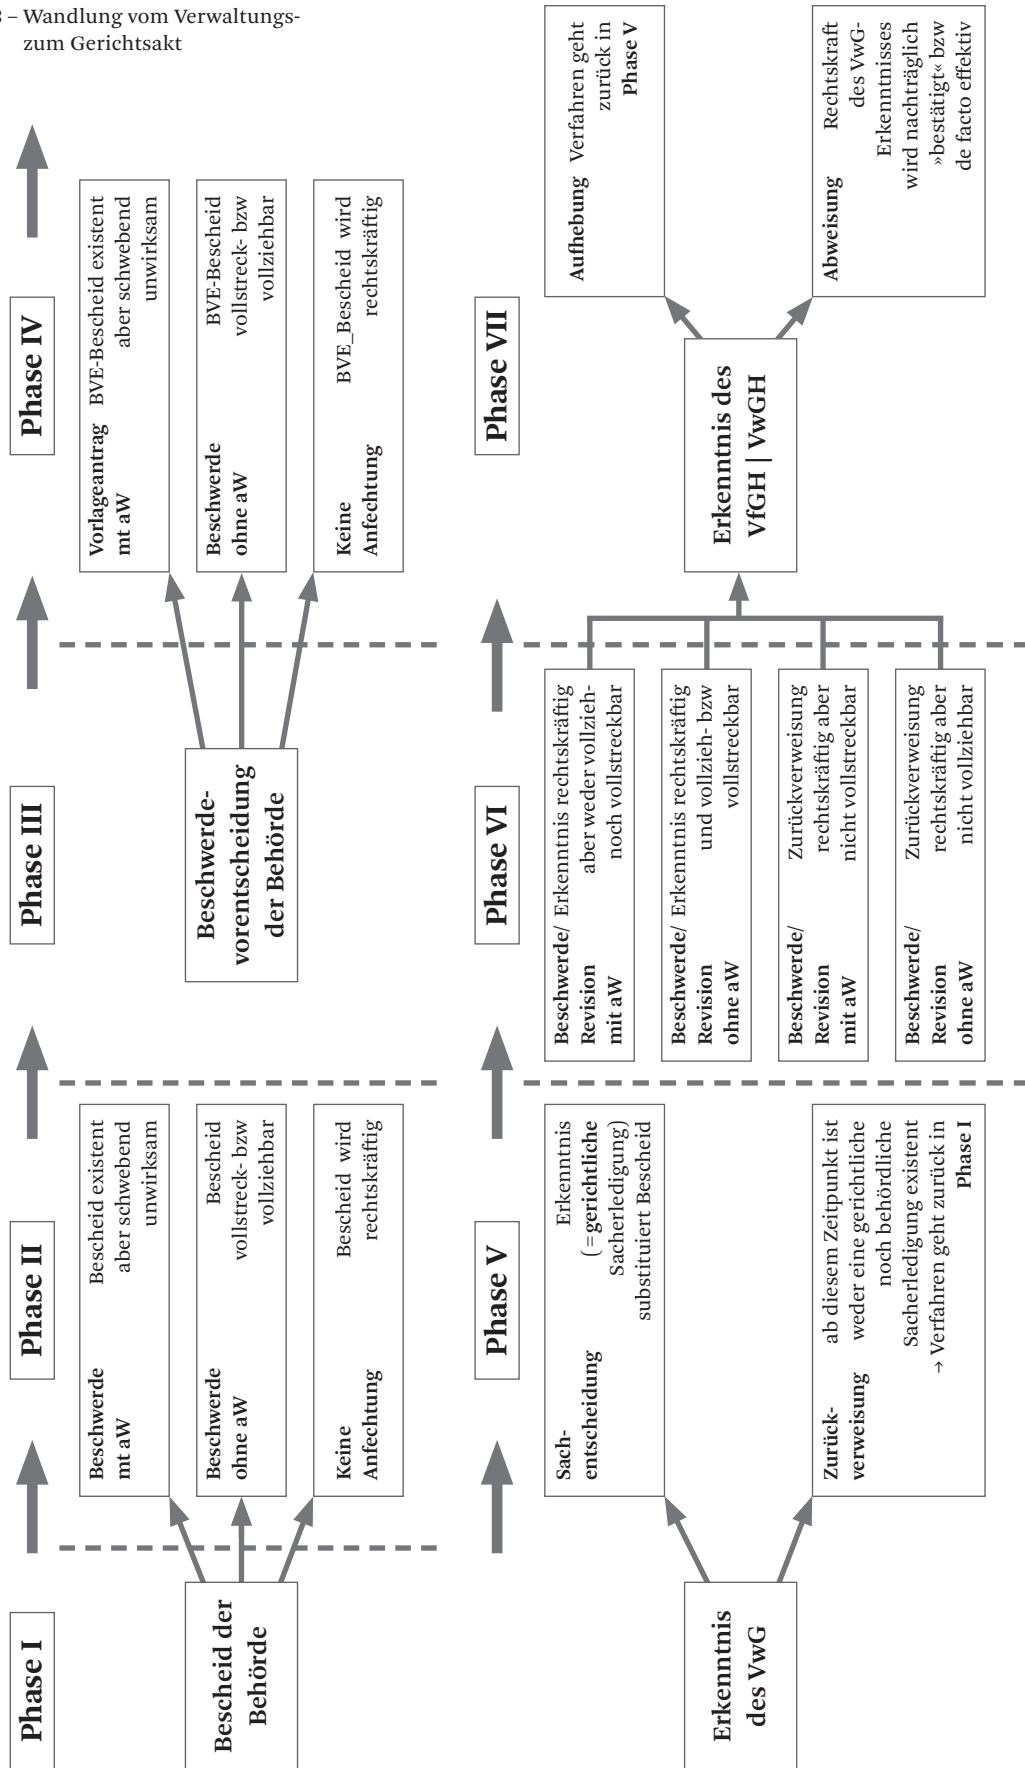 – Wandlung vom Verwaltungs-
zum Gerichtsakt
Phase I
Bescheid der
Behörde
Phase II
Beschwerde
mt aW
Bescheid existent
aber schwebend
unwirksam
Beschwerde
ohne aW
Bescheid
vollstreck- bzw
vollziehbar
Keine
Anfechtung
Bescheid wird
rechtskräftig
Phase III
Beschwerde-
vorentscheidung
der Behörde
Phase IV
Vorlageantrag
mt aW
BVE-Bescheid existent
aber schwebend
unwirksam
Beschwerde
ohne aW
BVE-Bescheid
vollstreck- bzw
vollziehbar
Keine
Anfechtung
BVE_Bescheid wird
rechtskräftig
Erkenntnis
des VwG
Phase V
Sach-
entscheidung
Erkenntnis
(=gerichtliche
Sacherledigung)
substituiert Bescheid
Zurück-
verweisung
ab diesem Zeitpunkt ist
weder eine gerichtliche
noch behördliche
Sacherledigung existent
→ Verfahren geht zurück in
Phase I
Phase VI
Beschwerde/
Revision
mit aW
Erkenntnis rechtskräftig
aber weder vollzieh-
noch vollstreckbar
Beschwerde/
Revision
ohne aW
Erkenntnis rechtskräftig
und vollzieh- bzw
vollstreckbar
Beschwerde/
Revision
mit aW
Zurückverweisung
rechtskräftig aber
nicht vollstreckbar
Beschwerde/
Revision
ohne aW
Zurückverweisung
rechtskräftig aber
nicht vollziehbar
Phase VII
Erkenntnis des
VfGH | VwGH
Aufhebung
Verfahren geht
zurück in
Phase V
Abweisung
Rechtskraft
des VwG-
Erkenntnisses
wird nachträglich
»bestätigt« bzw
de facto effektiv